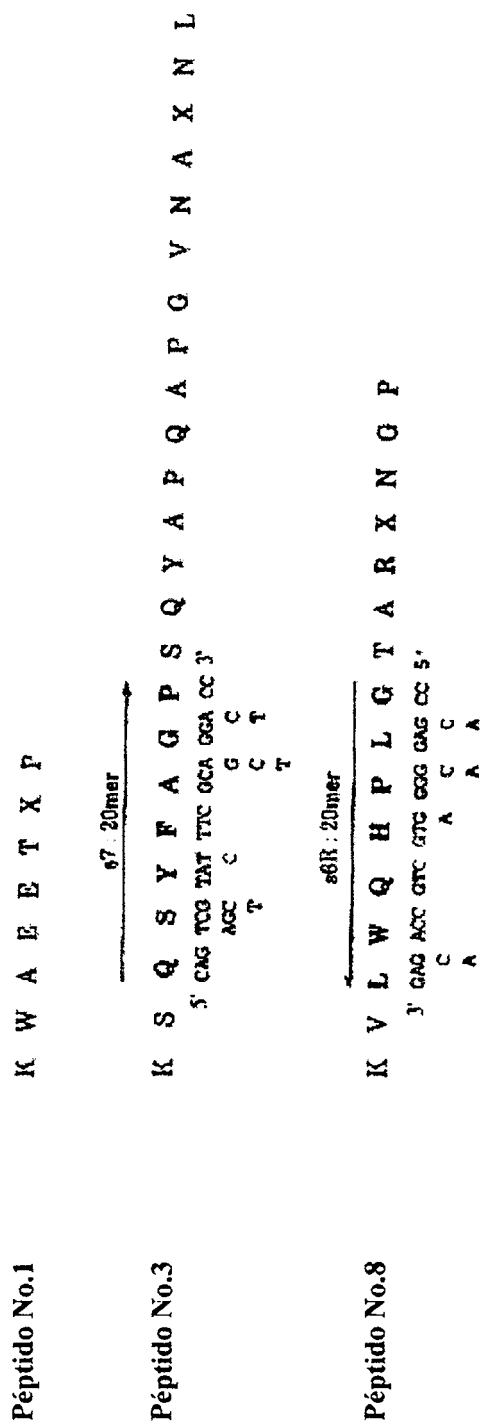 Péptido No.1 K W A E E T X P
s7 : 20mer
Péptido No.3 K S Q S Y F A G P S Q Y A P Q A P G V N A X N L
5' CAG TCG TAT TTC GCA GGA CC 3'
AGC C G C
T C T
T
s6R : 20mer
Péptido No.8 K V L W Q H P L G T A R X N G P
3' GAG ACC GTC GTG GGG GAG CC 5'
C A C C
A A A